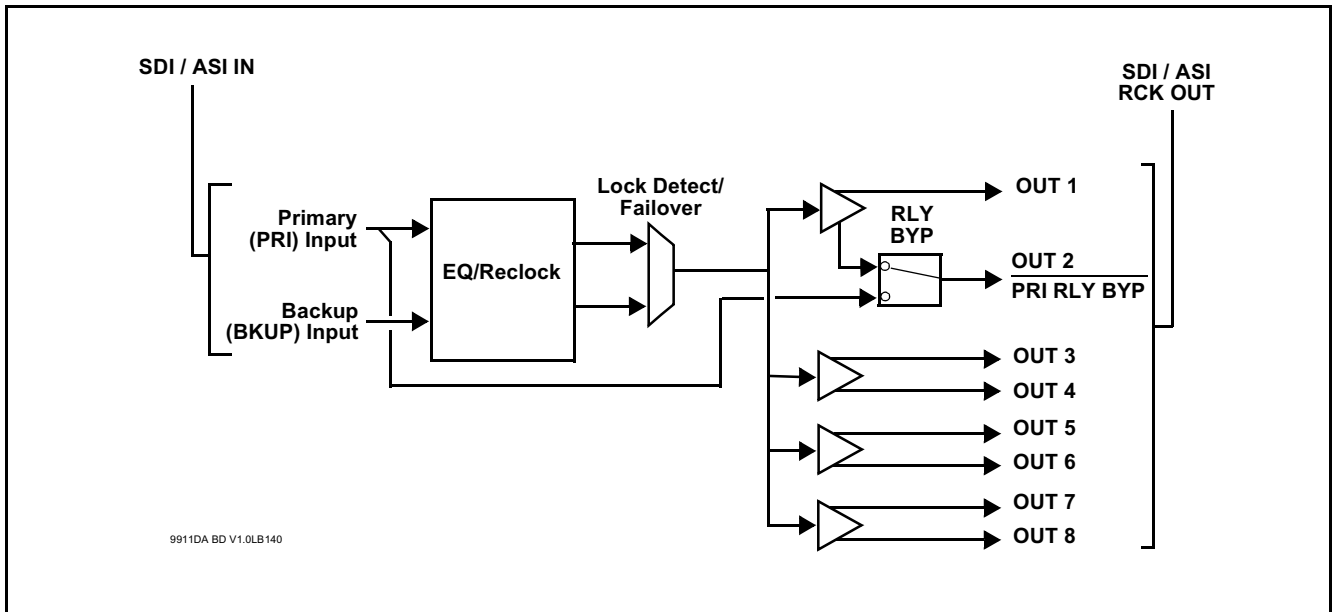 SDI / ASI IN
SDI / ASI
RCK OUT
Primary
(PRI) Input
Backup
(BKUP) Input
EQ/Reclock
Lock Detect/
Failover
RLY
BYP
OUT 1
OUT 2
PRI RLY BYP
OUT 3
OUT 4
OUT 5
OUT 6
OUT 7
OUT 8
9911DA BD V1.0LB140